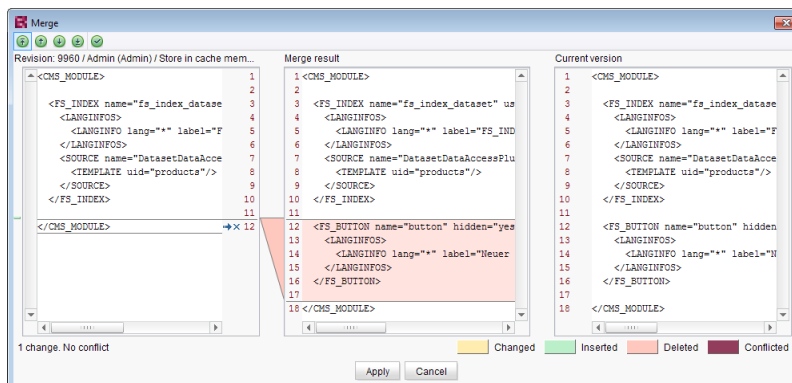 Merge
Revision: 9960 / Admin (Admin) / Store in cache mem...
<CMS_MODULE> 1
2
<FS_INDEX name="fs_index_datase 3
<LANGINFOS> 4
<LANGINFO lang="*" label="F 5
</LANGINFOS> 6
<SOURCE name="DatasetDataAcce 7
<TEMPLATE uid="products"/> 8
</SOURCE> 9
</FS_INDEX> 10
11
</CMS_MODULE> 12
Merge result
1 <CMS_MODULE>
2
3 <FS_INDEX name="fs_index_dataset" us
4 <LANGINFOS>
5 <LANGINFO lang="*" label="FS_IND
6 </LANGINFOS>
7 <SOURCE name="DatasetDataAccessPlu
8 <TEMPLATE uid="products"/>
9 </SOURCE>
10 </FS_INDEX>
11
12 <FS_BUTTON name="button" hidden="yes
13 <LANGINFOS>
14 <LANGINFO lang="*" label="Neuer
15 </LANGINFOS>
16 </FS_BUTTON>
17
18 </CMS_MODULE>
Current version
1 <CMS_MODULE>
2
3 <FS_INDEX name="fs_index_datase
4 <LANGINFOS>
5 <LANGINFO lang="*" label="F
6 </LANGINFOS>
7 <SOURCE name="DatasetDataAcce
8 <TEMPLATE uid="products"/>
9 </SOURCE>
10 </FS_INDEX>
11
12 <FS_BUTTON name="button" hidden
13 <LANGINFOS>
14 <LANGINFO lang="*" label="N
15 </LANGINFOS>
16 </FS_BUTTON>
17
18 </CMS_MODULE>
1 change. No conflict
Changed
Inserted
Deleted
Conflicted
Apply
Cancel